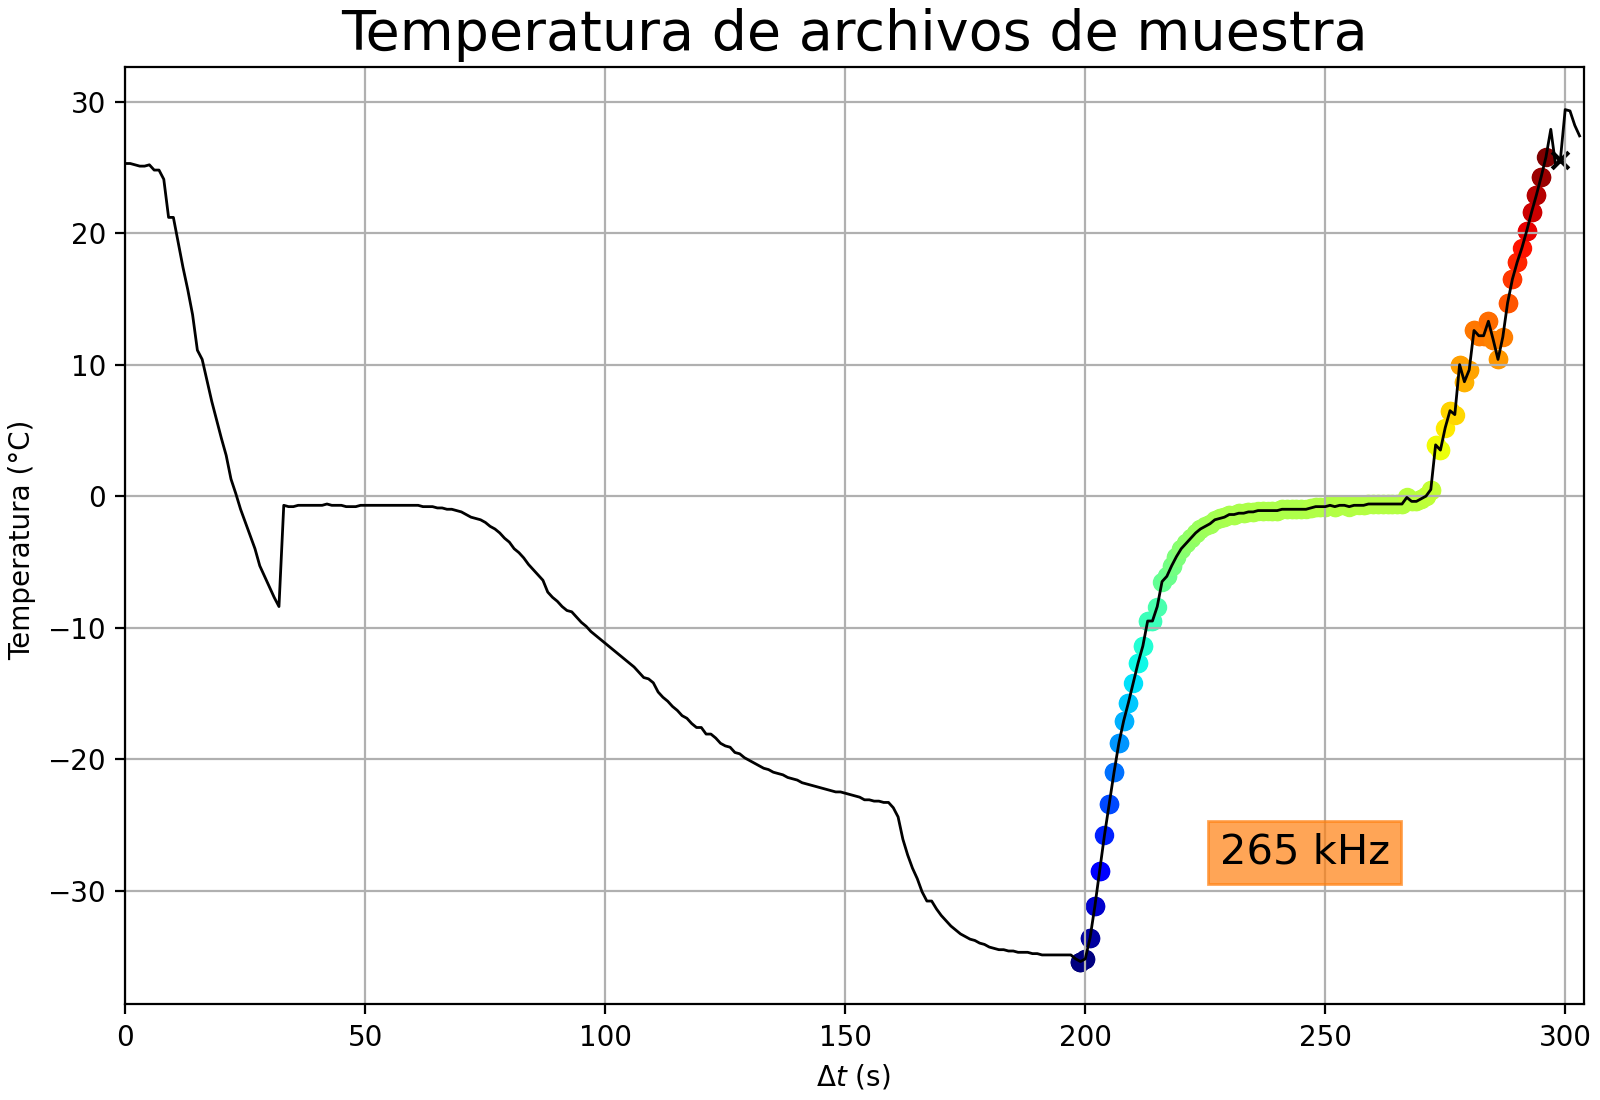 Temperatura de archivos de muestra
Temperatura (°C)
30
20
10
0
−10
−20
−30
265 kHz
0 50 100 150 200 250 300
Δt (s)